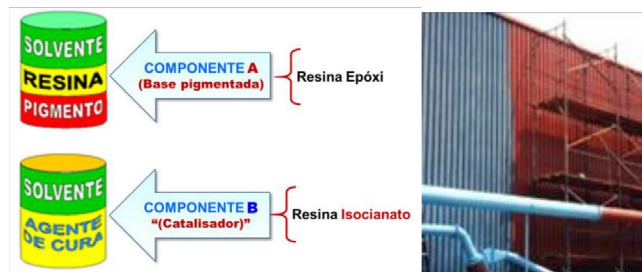 SOLVENTE
RESINA
PIGMENTO
COMPONENTE A
(Base pigmentada)
Resina Epóxi
SOLVENTE
AGENTE
DE CURA
COMPONENTE B
“(Catalisador)”
Resina Isocianato